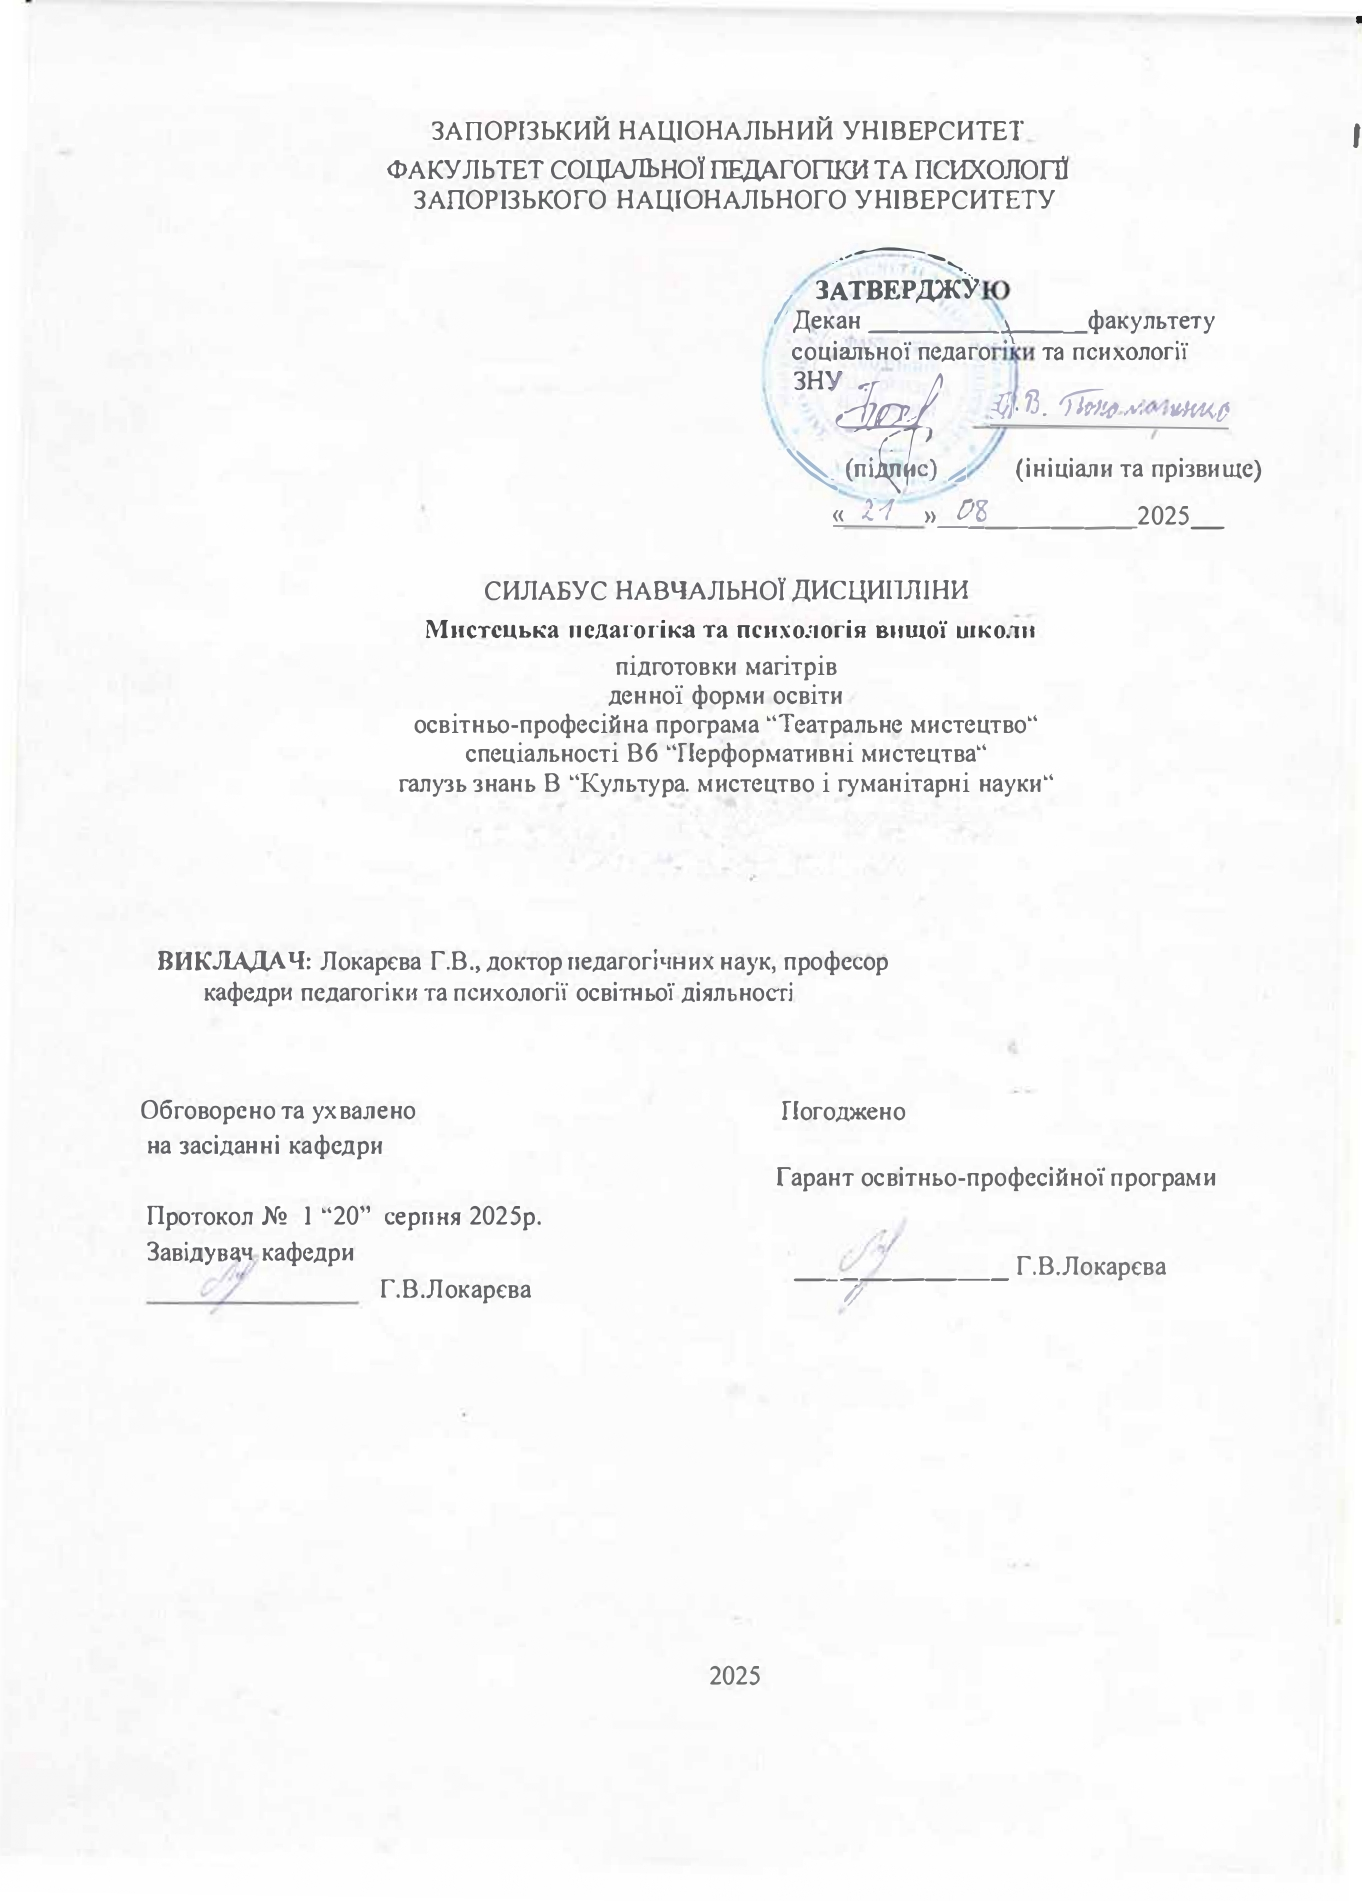 ЗАПОРІЗЬКИЙ НАЦІОНАЛЬНИЙ УНІВЕРСИТЕТ
ФАКУЛЬТЕТ СОЦІАЛЬНОЇ ПЕДАГОГІКИ ТА ПСИХОЛОГІЇ
ЗАПОРІЗЬКОГО НАЦІОНАЛЬНОГО УНІВЕРСИТЕТУ
ЗАТВЕРДЖУЮ
Декан ________________факультету
соціальної педагогіки та психології
ЗНУ
(підпис) (ініціали та прізвище)
« 21 » 08 2025
СИЛАБУС НАВЧАЛЬНОЇ ДИСЦИПЛІНИ
Мистецька педагогіка та психологія вищої школи
підготовки магітрів
денної форми освіти
освітньо-професійна програма “Театральне мистецтво“
спеціальності В6 “Перформативні мистецтва“
галузь знань В “Культура. мистецтво і гуманітарні науки“
ВИКЛАДАЧ: Локарєва Г.В., доктор педагогічних наук, професор
кафедри педагогіки та психології освітньої діяльності
Обговорено та ухвалено Погоджено
на засіданні кафедри
Гарант освітньо-професійної програми
Протокол № 1 “20” серпня 2025р.
Завідувач кафедри
________________ Г.В.Локарєва
________________ Г.В.Локарєва
2025